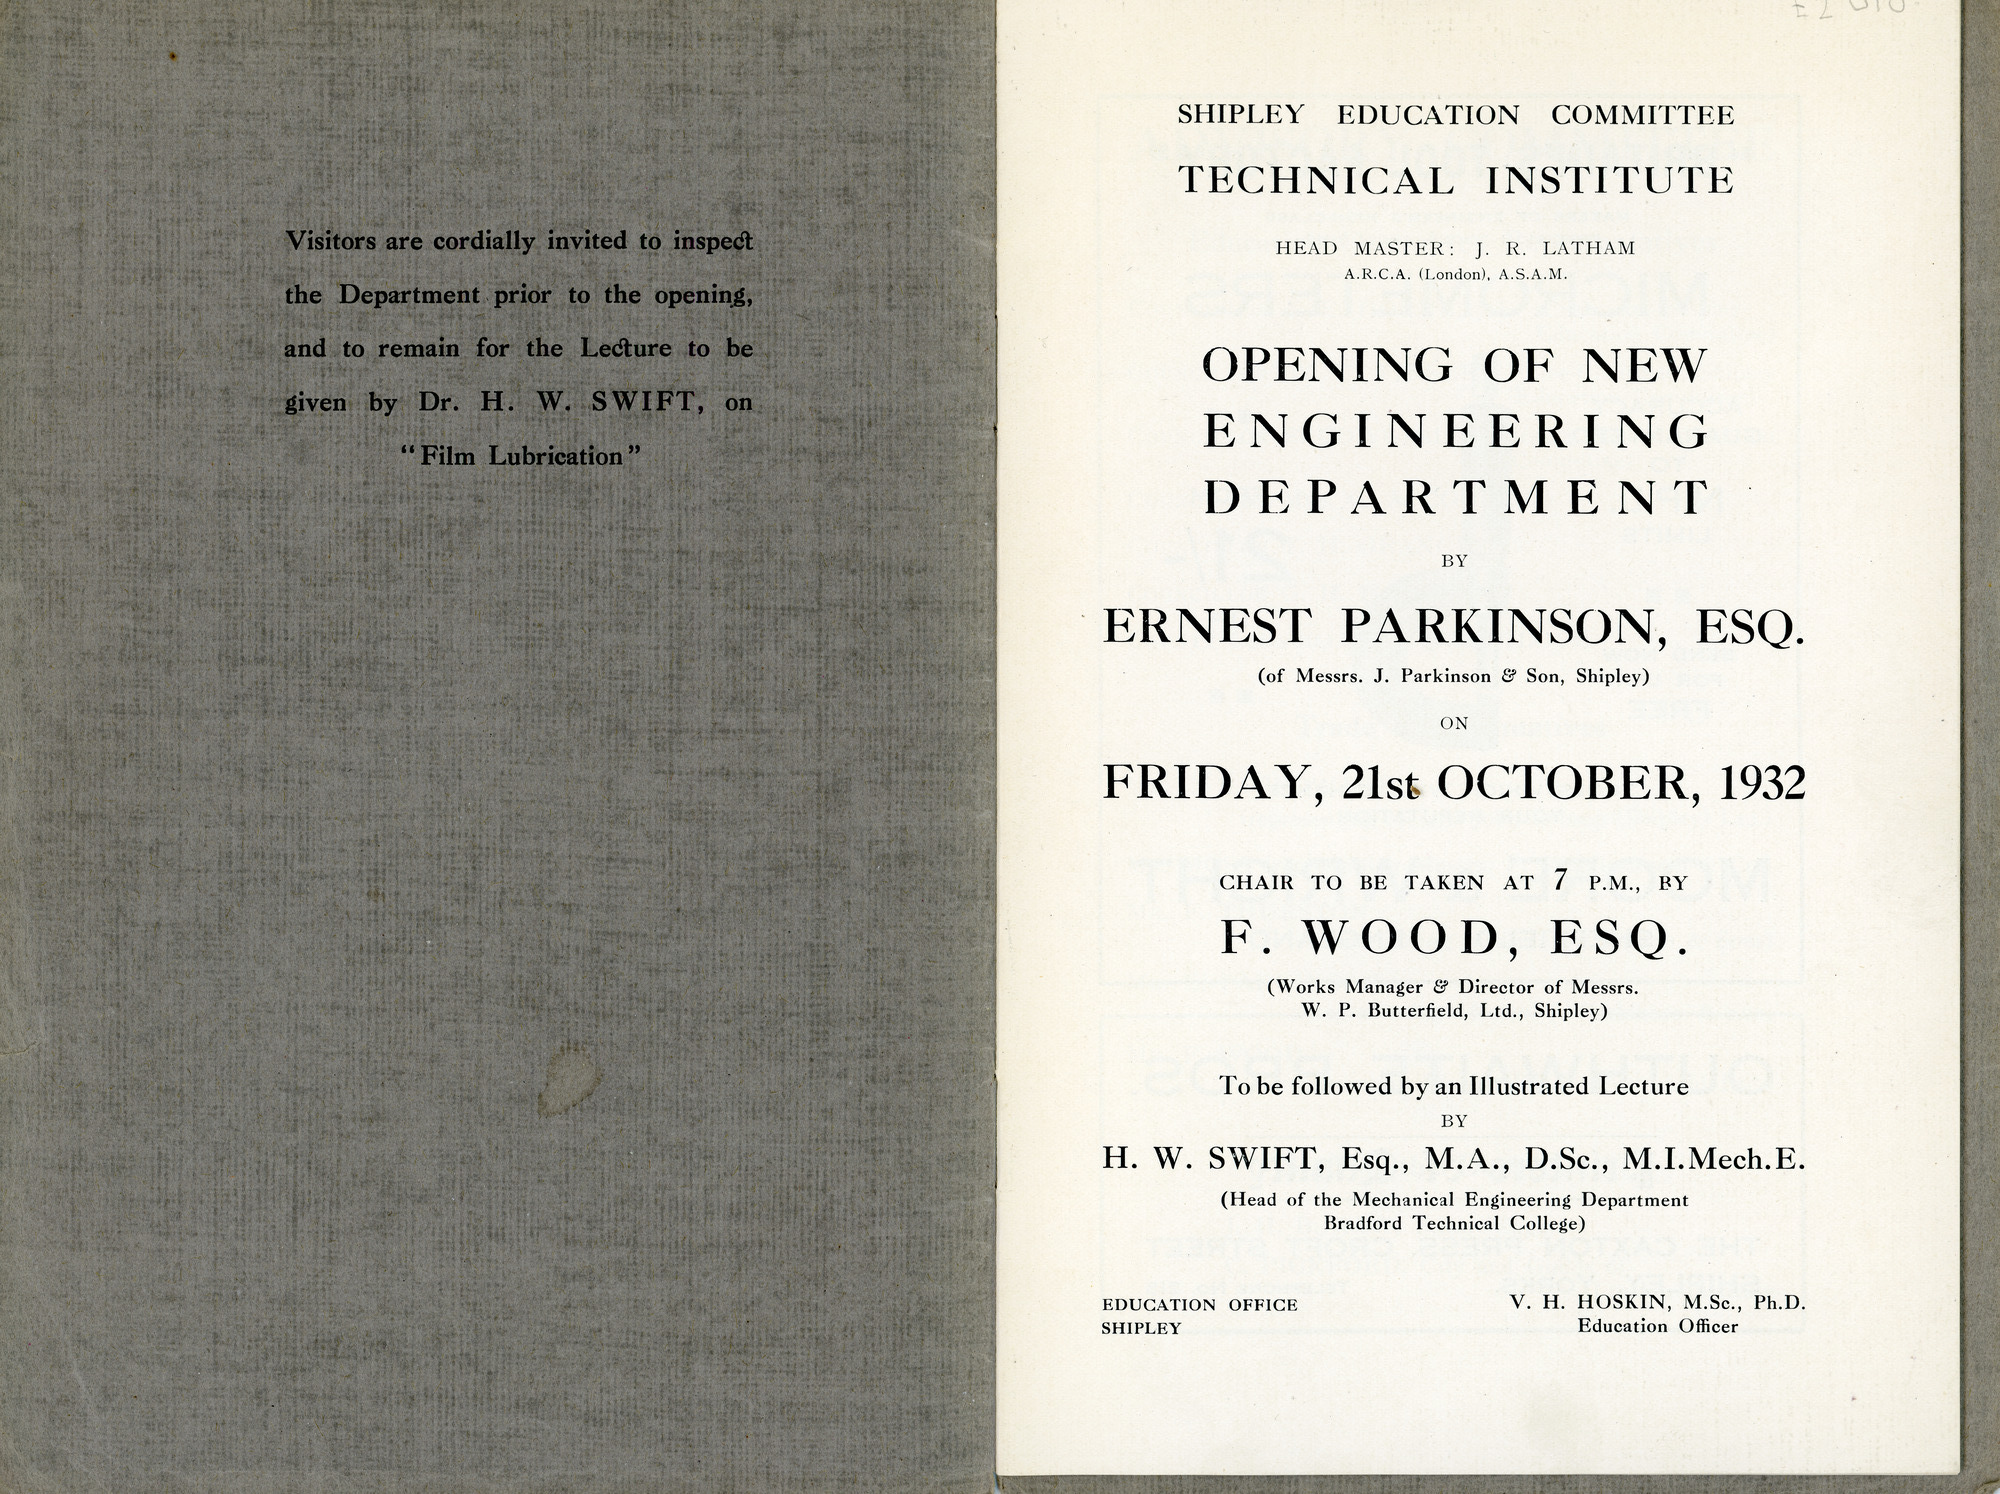 Visitors are cordially invited to inspect
the Department prior to the opening,
and to remain for the Lecture to be
given by Dr. H. W. SWIFT, on
“Film Lubrication”
SHIPLEY EDUCATION COMMITTEE
TECHNICAL INSTITUTE
HEAD MASTER: J. R. LATHAM
A.R.C.A. (London), A.S.A.M.
OPENING OF NEW
ENGINEERING
DEPARTMENT
BY
ERNEST PARKINSON, ESQ.
(of Messrs. J. Parkinson & Son, Shipley)
ON
FRIDAY, 21st OCTOBER, 1932
CHAIR TO BE TAKEN AT 7 P.M., BY
F. WOOD, ESQ.
(Works Manager & Director of Messrs.
W. P. Butterfield, Ltd., Shipley)
To be followed by an Illustrated Lecture
BY
H. W. SWIFT, Esq., M.A., D.Sc., M.I.Mech.E.
(Head of the Mechanical Engineering Department
Bradford Technical College)
EDUCATION OFFICE
SHIPLEY
V. H. HOSKIN, M.Sc., Ph.D.
Education Officer